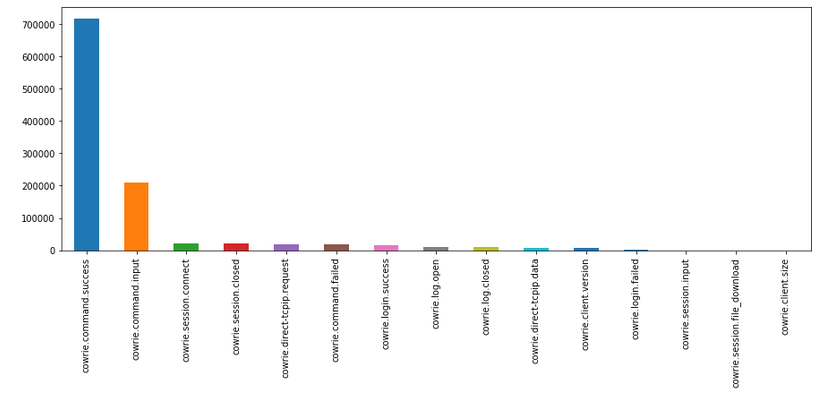 700000
600000
500000
400000
300000
200000
100000
0
cowrie.command.success
cowrie.command.input
cowrie.session.connect
cowrie.session.closed
cowrie.direct-tcpip.request
cowrie.command.failed
cowrie.login.success
cowrie.log.open
cowrie.log.closed
cowrie.direct-tcpip.data
cowrie.client.version
cowrie.login.failed
cowrie.session.input
cowrie.session.file_download
cowrie.client.size